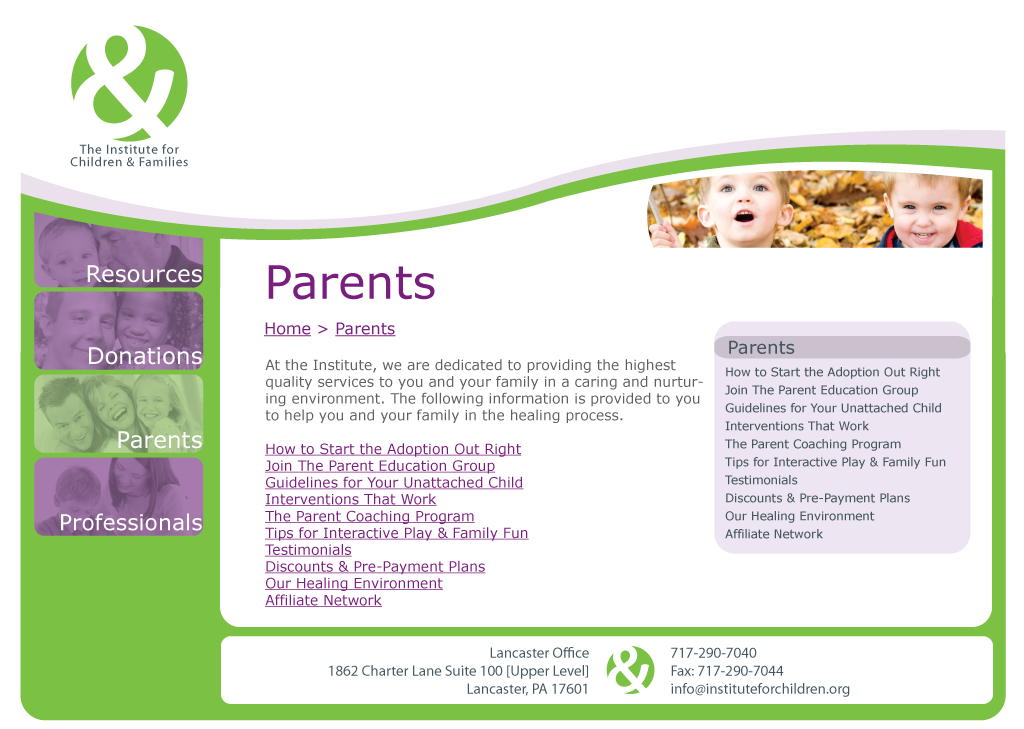 &
The Institute for
Children & Families
Resources
Donations
Parents
Professionals
Parents
Home > Parents
At the Institute, we are dedicated to providing the highest
quality services to you and your family in a caring and nurtur-
ing environment. The following information is provided to you
to help you and your family in the healing process.
How to Start the Adoption Out Right
Join The Parent Education Group
Guidelines for Your Unattached Child
Interventions That Work
The Parent Coaching Program
Tips for Interactive Play & Family Fun
Testimonials
Discounts & Pre-Payment Plans
Our Healing Environment
Affiliate Network
Parents
How to Start the Adoption Out Right
Join The Parent Education Group
Guidelines for Your Unattached Child
Interventions That Work
The Parent Coaching Program
Tips for Interactive Play & Family Fun
Testimonials
Discounts & Pre-Payment Plans
Our Healing Environment
Affiliate Network
Lancaster Office
1862 Charter Lane Suite 100 [Upper Level]
Lancaster, PA 17601
&
717-290-7040
Fax: 717-290-7044
info@instituteforchildren.org